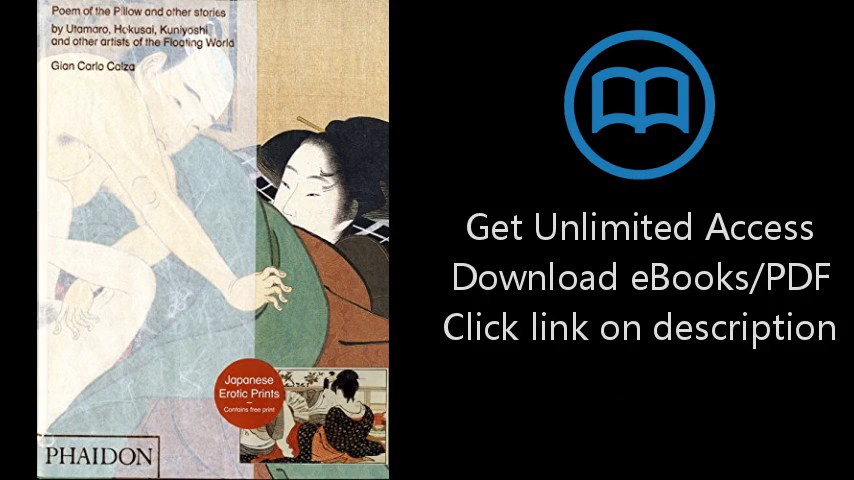 Poem of the Pillow and other stories
by Utamaro, Hokusai, Kuniyoshi
and other artists of the Floating World
Gian Carlo Calza
Japanese
Erotic Prints
–
Contains free print
PHAIDON
Get Unlimited Access
Download eBooks/PDF
Click link on description